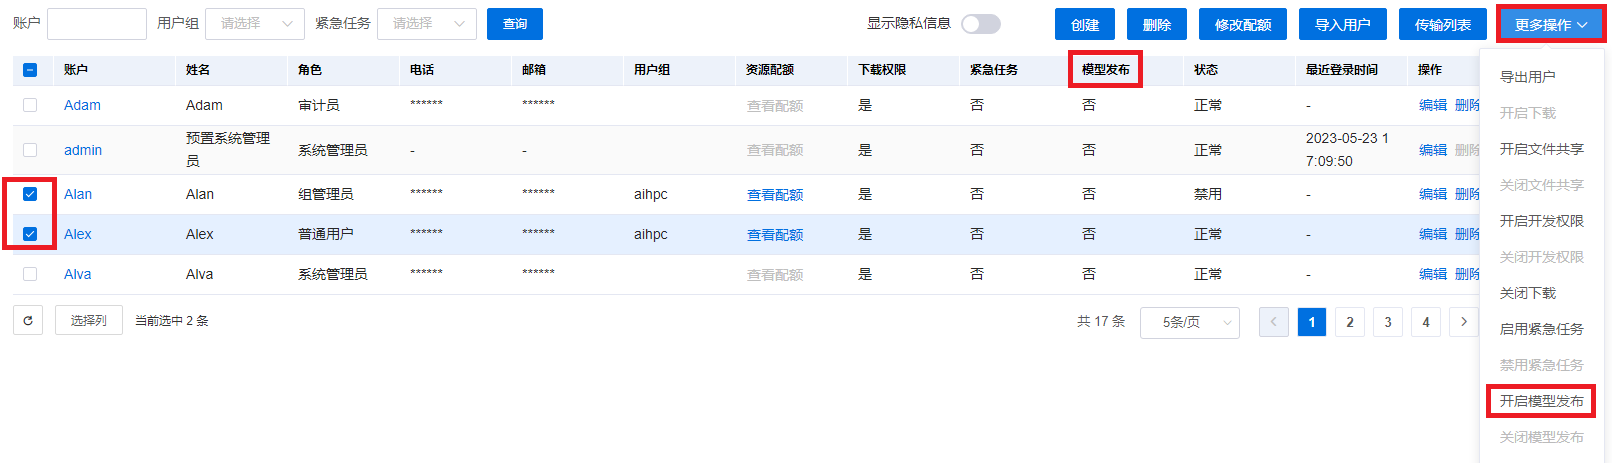 账户 用户组 请选择 紧急任务 请选择 查询 显示隐私信息 创建 删除 修改配额 导入用户 传输列表 更多操作
账户 姓名 角色 电话 邮箱 用户组 资源配额 下载权限 紧急任务 模型发布 状态 最近登录时间 操作
Adam Adam 审计员 ****** ****** 查看配额 是 否 否 正常 - 编辑 删除
admin 预置系统管理员 系统管理员 - - 查看配额 是 否 否 正常 2023-05-23 17:09:50 编辑 删除
Alan Alan 组管理员 ****** ****** aihpc 查看配额 是 否 否 禁用 - 编辑 删除
Alex Alex 普通用户 ****** ****** aihpc 查看配额 是 否 否 正常 - 编辑 删除
Alva Alva 系统管理员 ****** ****** 查看配额 是 否 否 正常 - 编辑 删除
选择列 当前选中 2 条 共 17 条 5条/页 1 2 3 4
导出用户
开启下载
开启文件共享
关闭文件共享
开启开发权限
关闭开发权限
关闭下载
启用紧急任务
禁用紧急任务
开启模型发布
关闭模型发布